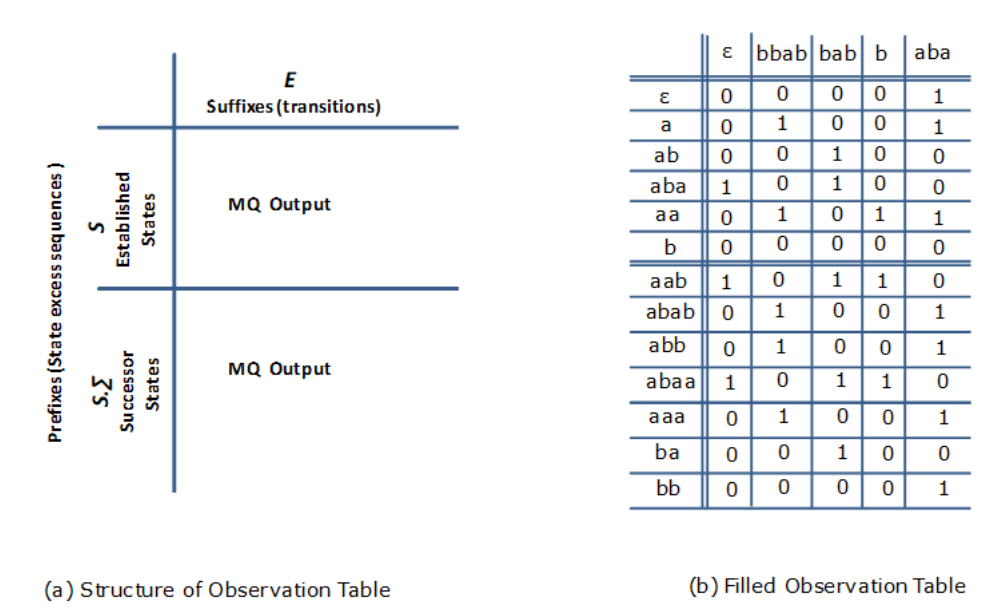 E
Suffixes (transitions)
Prefixes (State excess sequences )
S
Established
States
MQ Output
S.∑
Successor
States
MQ Output
(a) Structure of Observation Table
ε bbab bab b aba
ε 0 0 0 0 1
a 0 1 0 0 1
ab 0 0 1 0 0
aba 1 0 1 0 0
aa 0 1 0 1 1
b 0 0 0 0 0
aab 1 0 1 1 0
abab 0 1 0 0 1
abb 0 1 0 0 1
abaa 1 0 1 1 0
aaa 0 1 0 0 1
ba 0 0 1 0 0
bb 0 0 0 0 1
(b) Filled Observation Table